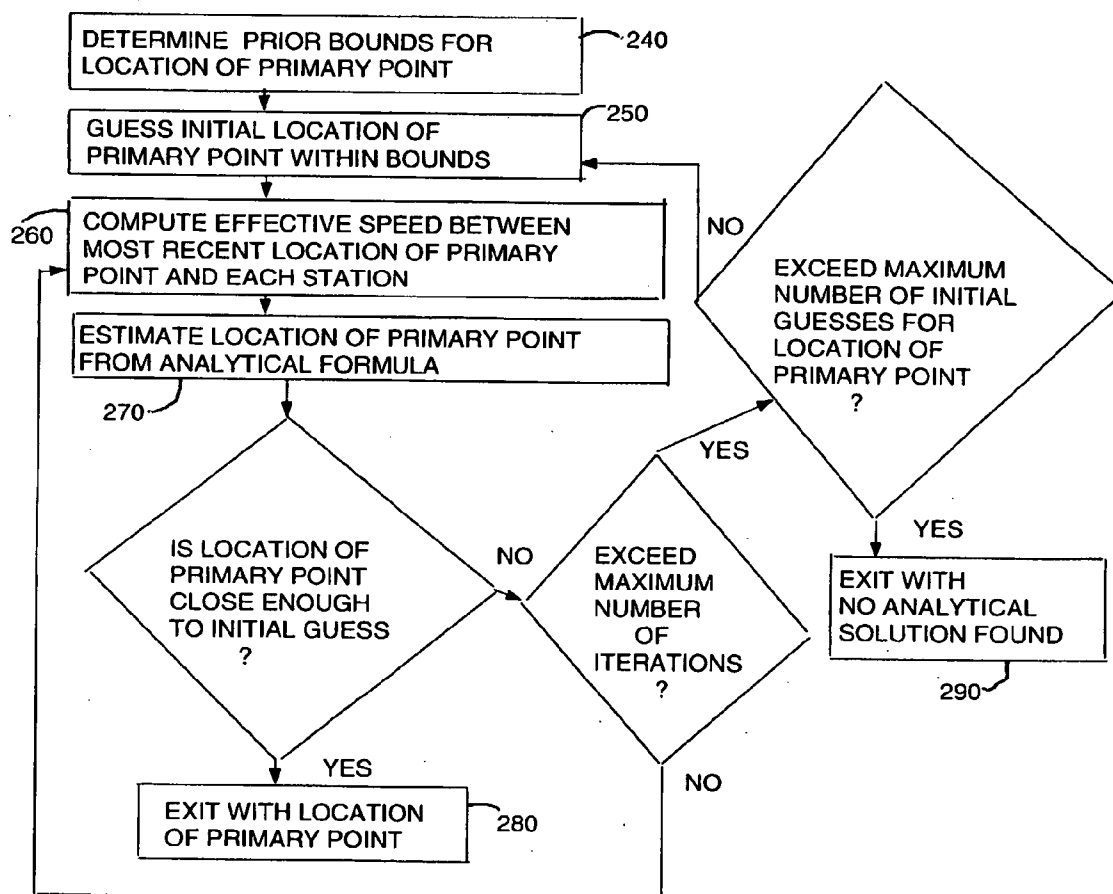 DETERMINE PRIOR BOUNDS FOR
LOCATION OF PRIMARY POINT
240
GUESS INITIAL LOCATION OF
PRIMARY POINT WITHIN BOUNDS
250
260
COMPUTE EFFECTIVE SPEED BETWEEN
MOST RECENT LOCATION OF PRIMARY
POINT AND EACH STATION
ESTIMATE LOCATION OF PRIMARY POINT
FROM ANALYTICAL FORMULA
270
IS LOCATION OF
PRIMARY POINT
CLOSE ENOUGH
TO INITIAL GUESS
?
NO
YES
EXIT WITH LOCATION
OF PRIMARY POINT
280
EXCEED
MAXIMUM
NUMBER
OF
ITERATIONS
?
YES
NO
EXCEED MAXIMUM
NUMBER OF INITIAL
GUESSES FOR
LOCATION OF
PRIMARY POINT
?
NO
YES
EXIT WITH
NO ANALYTICAL
SOLUTION FOUND
290